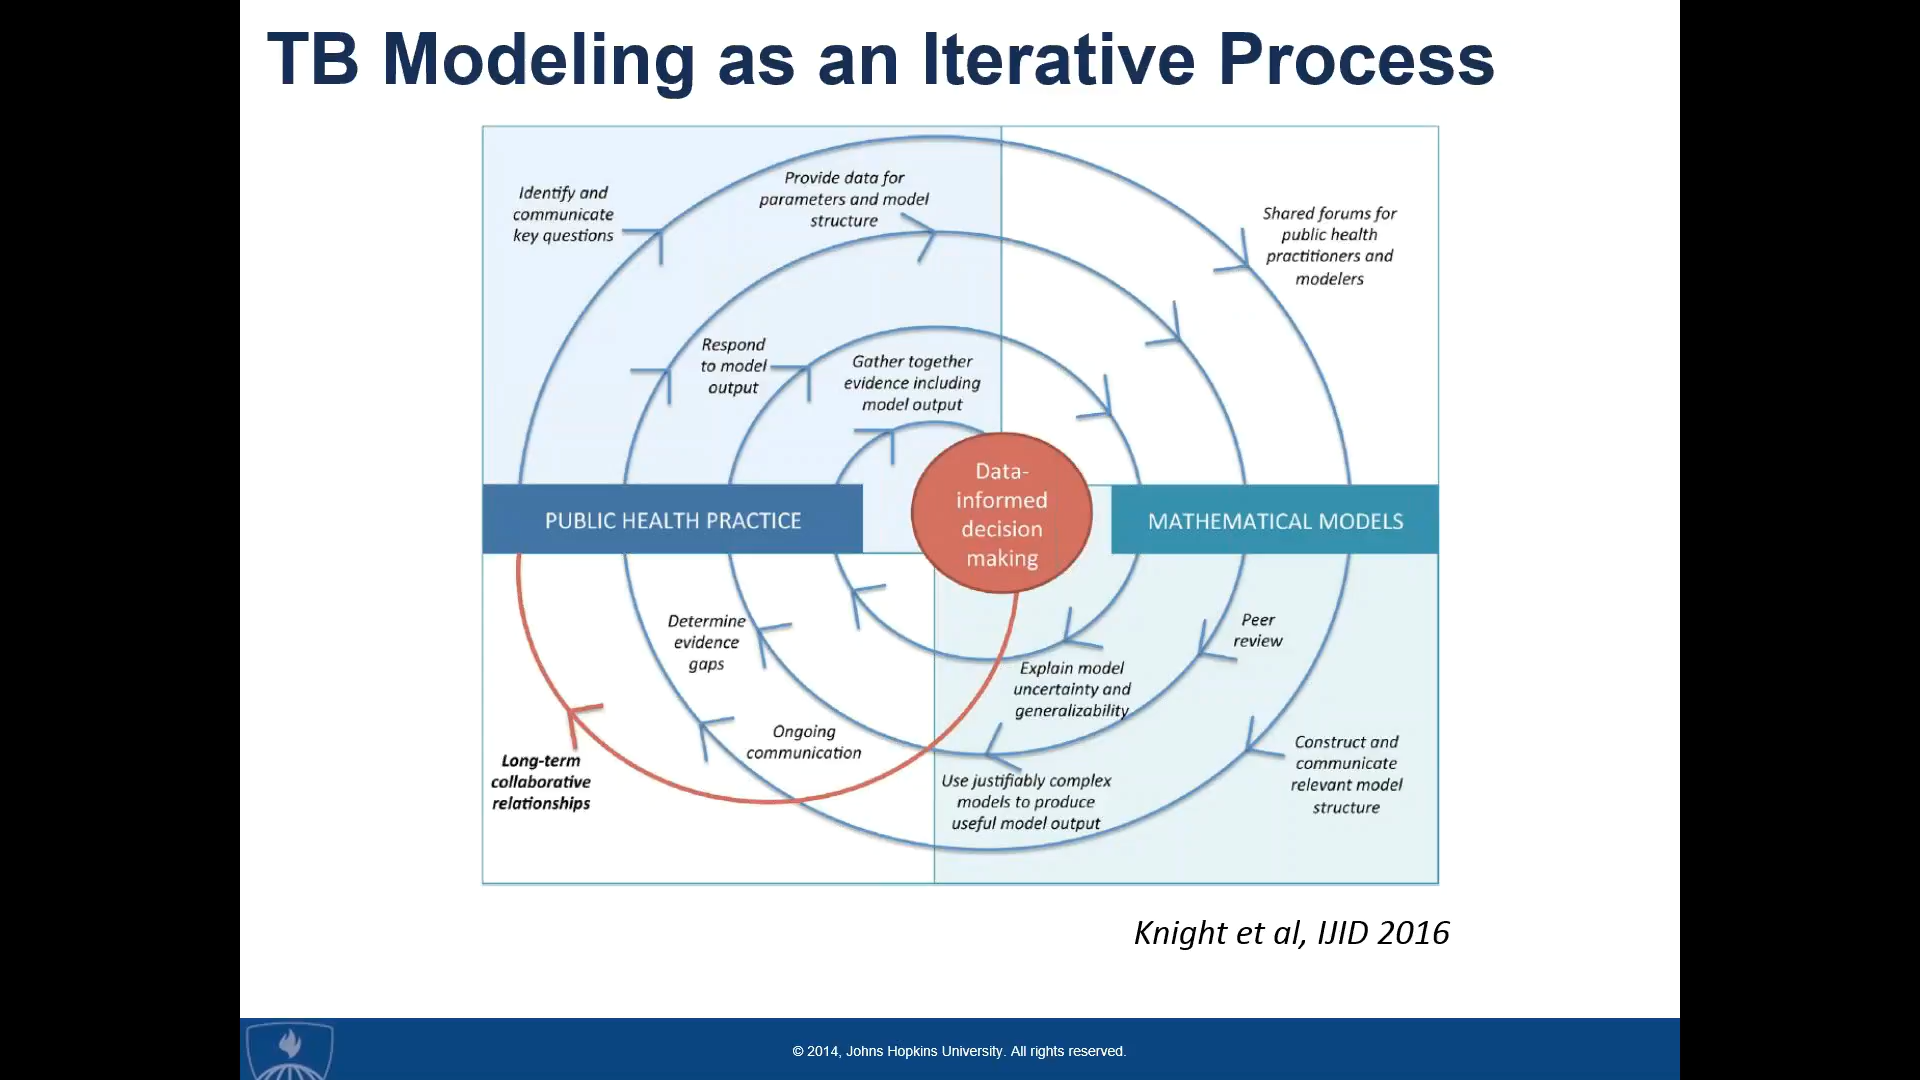 TB Modeling as an Iterative Process
Identify and
communicate
key questions
Provide data for
parameters and model
structure
Shared forums for
public health
practitioners and
modelers
Respond
to model
output
Gather together
evidence including
model output
Data-
informed
decision
making
PUBLIC HEALTH PRACTICE
MATHEMATICAL MODELS
Determine
evidence
gaps
Peer
review
Explain model
uncertainty and
generalizability
Ongoing
communication
Long-term
collaborative
relationships
Use justifiably complex
models to produce
useful model output
Construct and
communicate
relevant model
structure
Knight et al, IJID 2016
© 2014, Johns Hopkins University. All rights reserved.